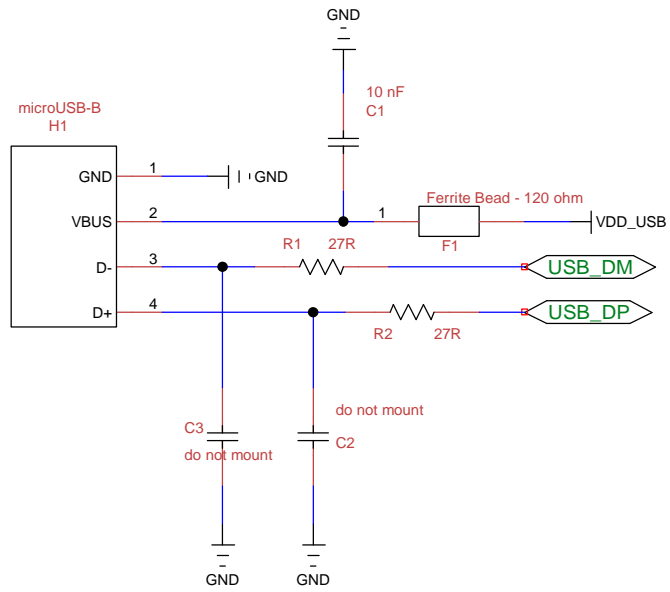 GND
10 nF
C1
microUSB-B
H1
GND 1 GND
VBUS 2 1 Ferrite Bead - 120 ohm VDD_USB
F1
D- 3 R1 27R USB_DM
D+ 4 USB_DP
R2 27R
do not mount
C3 C2
do not mount
GND GND